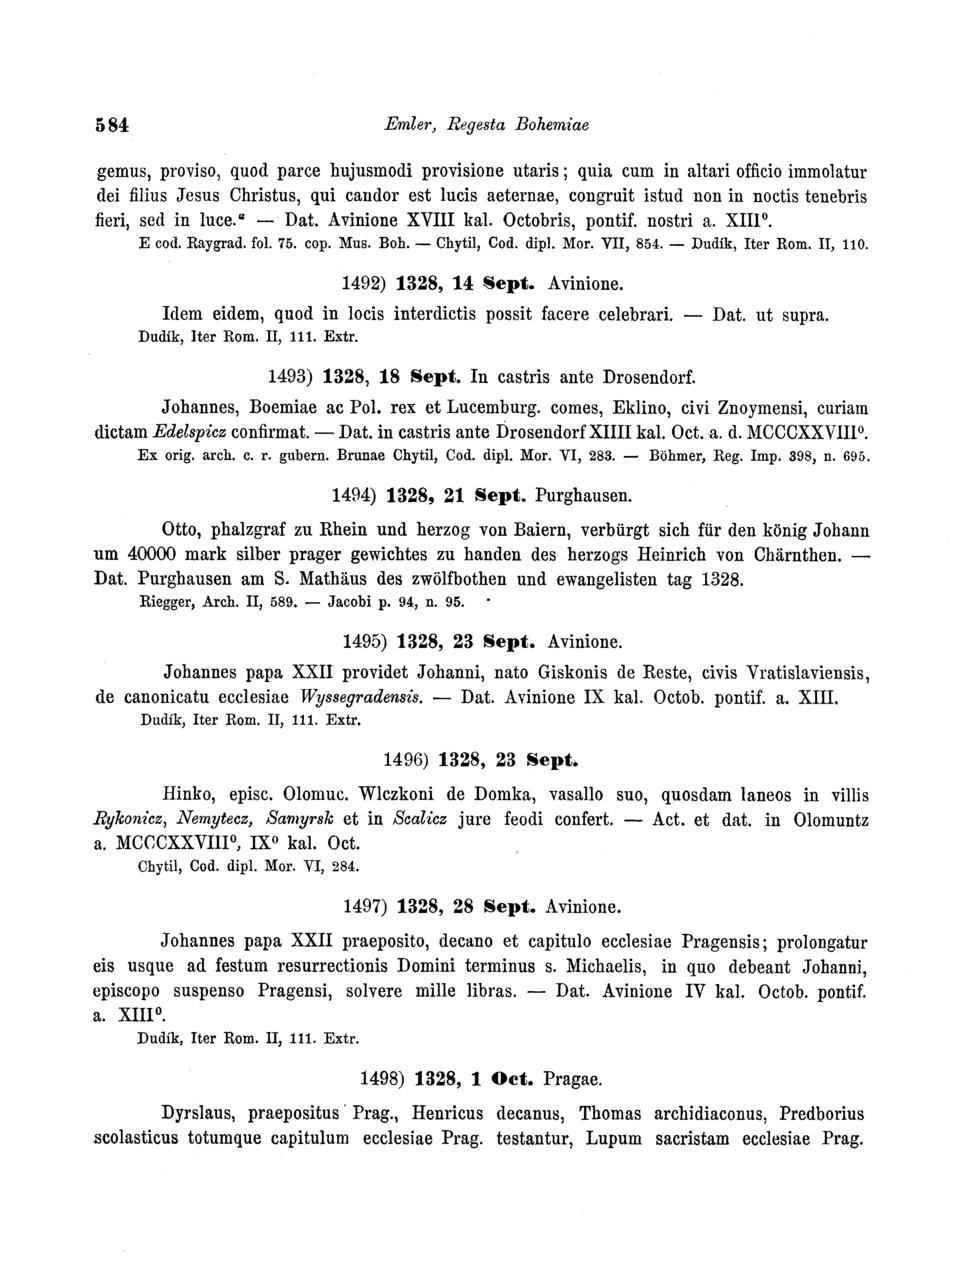 584 Emler, Regesta Bohemiae
gemus, proviso, quod parce hujusmodi provisione utaris; quia cum in altari officio immolatur
dei filius Jesus Christus, qui candor est lucis aeternae, congruit istud non in noctis tenebris
fieri, sed in luce.“ — Dat. Avinione XVIII kal. Octobris, pontif. nostri a. XIII⁰.
E cod. Raygrad. fol. 75. cop. Mus. Boh. — Chytil, Cod. dipl. Mor. VII, 854. — Dudík, Iter Rom. II, 110.
1492) 1328, 14 Sept. Avinione.
Idem eidem, quod in locis interdictis possit facere celebrari. — Dat. ut supra.
Dudík, Iter Rom. II, 111. Extr.
1493) 1328, 18 Sept. In castris ante Drosendorf.
Johannes, Boemiae ac Pol. rex et Lucemburg. comes, Eklino, civi Znoymensi, curiam
dictam Edelspicz confirmat. — Dat. in castris ante Drosendorf XIIII kal. Oct. a. d. MCCCXXVIII⁰.
Ex orig. arch. c. r. gubern. Brunae Chytil, Cod. dipl. Mor. VI, 283. — Böhmer, Reg. Imp. 398, n. 695.
1494) 1328, 21 Sept. Purghausen.
Otto, phalzgraf zu Rhein und herzog von Baiern, verbürgt sich für den könig Johann
um 40000 mark silber prager gewichtes zu handen des herzogs Heinrich von Chärnthen. —
Dat. Purghausen am S. Mathäus des zwölfbothen und ewangelisten tag 1328.
Riegger, Arch. II, 589. — Jacobi p. 94, n. 95.
1495) 1328, 23 Sept. Avinione.
Johannes papa XXII providet Johanni, nato Giskonis de Reste, civis Vratislaviensis,
de canonicatu ecclesiae Wyssegradensis. — Dat. Avinione IX kal. Octob. pontif. a. XIII.
Dudík, Iter Rom. II, 111. Extr.
1496) 1328, 23 Sept.
Hinko, episc. Olomuc. Wlczkoni de Domka, vasallo suo, quosdam laneos in villis
Rykonicz, Nemytecz, Samyrsk et in Scalicz jure feodi confert. — Act. et dat. in Olomuntz
a. MCCCXXVIII⁰, IX⁰ kal. Oct.
Chytil, Cod. dipl. Mor. VI, 284.
1497) 1328, 28 Sept. Avinione.
Johannes papa XXII praeposito, decano et capitulo ecclesiae Pragensis; prolongatur
eis usque ad festum resurrectionis Domini terminus s. Michaelis, in quo debeant Johanni,
episcopo suspenso Pragensi, solvere mille libras. — Dat. Avinione IV kal. Octob. pontif.
a. XIII⁰.
Dudík, Iter Rom. II, 111. Extr.
1498) 1328, 1 Oct. Pragae.
Dyrslaus, praepositus Prag., Henricus decanus, Thomas archidiaconus, Predborius
scolasticus totumque capitulum ecclesiae Prag. testantur, Lupum sacristam ecclesiae Prag.